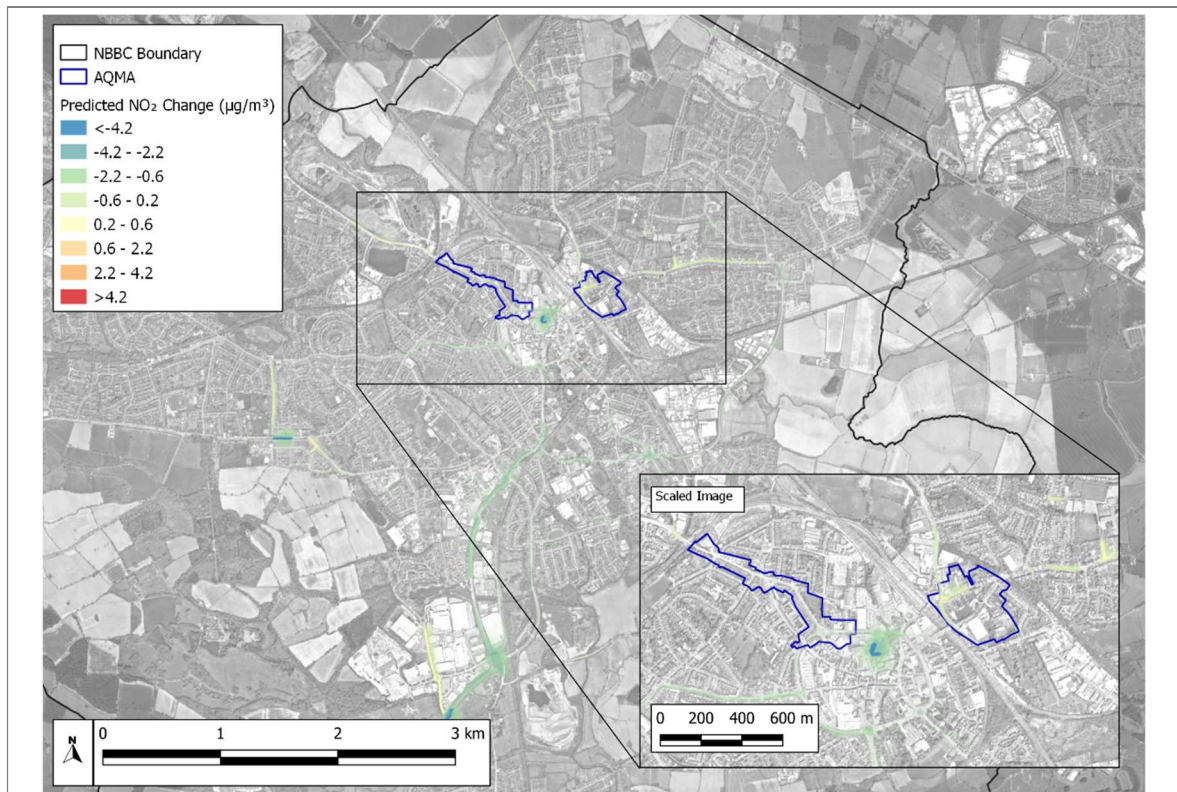 NBBC Boundary
AQMA
Predicted NO₂ Change (µg/m³)
<-4.2
-4.2 - -2.2
-2.2 - -0.6
-0.6 - 0.2
0.2 - 0.6
0.6 - 2.2
2.2 - 4.2
>4.2
Scaled Image
0 200 400 600 m
N
0 1 2 3 km